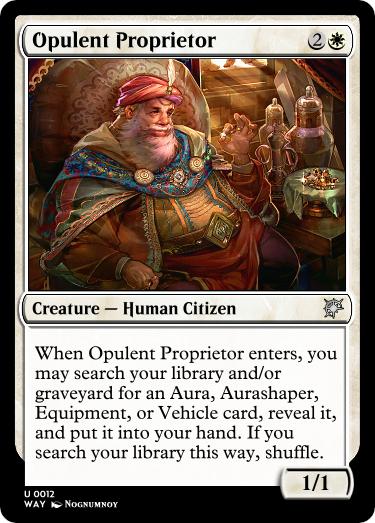 Opulent Proprietor 2
Creature — Human Citizen
When Opulent Proprietor enters, you
may search your library and/or
graveyard for an Aura, Aurashaper,
Equipment, or Vehicle card, reveal it,
and put it into your hand. If you
search your library this way, shuffle.
1/1
U 0012
WAY Nognumnoy